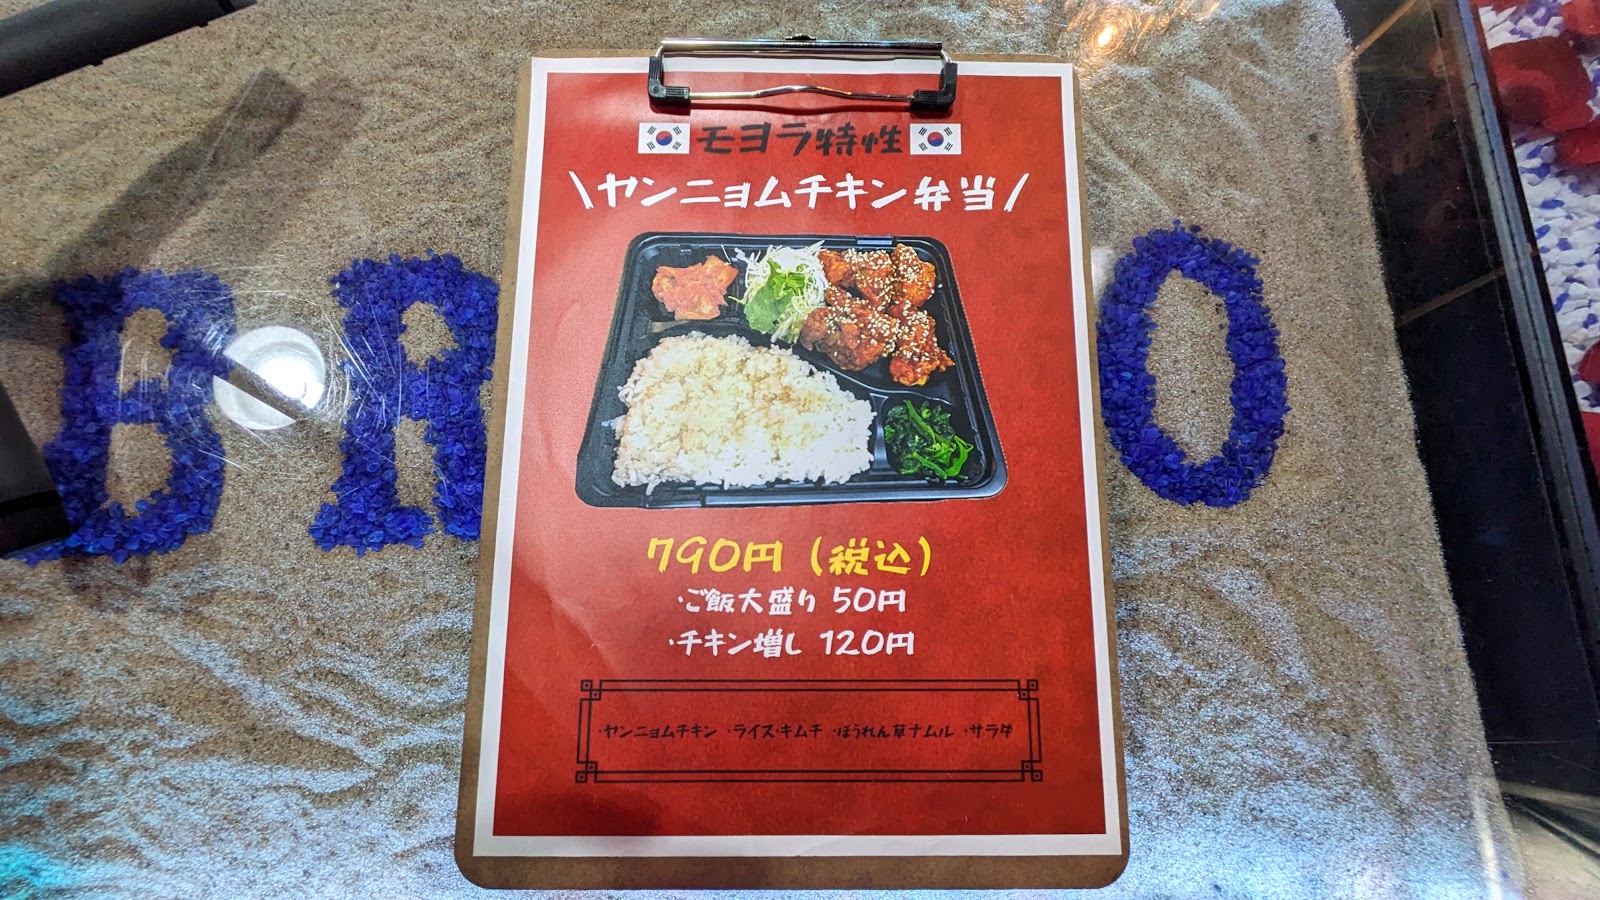 モヨラ特性
\ヤンニョムチキン弁当/
790円(税込)
・ご飯大盛り 50円
・チキン増し 120円
・ヤンニョムチキン ・ライス・キムチ ・ほうれん草ナムル ・サラダ